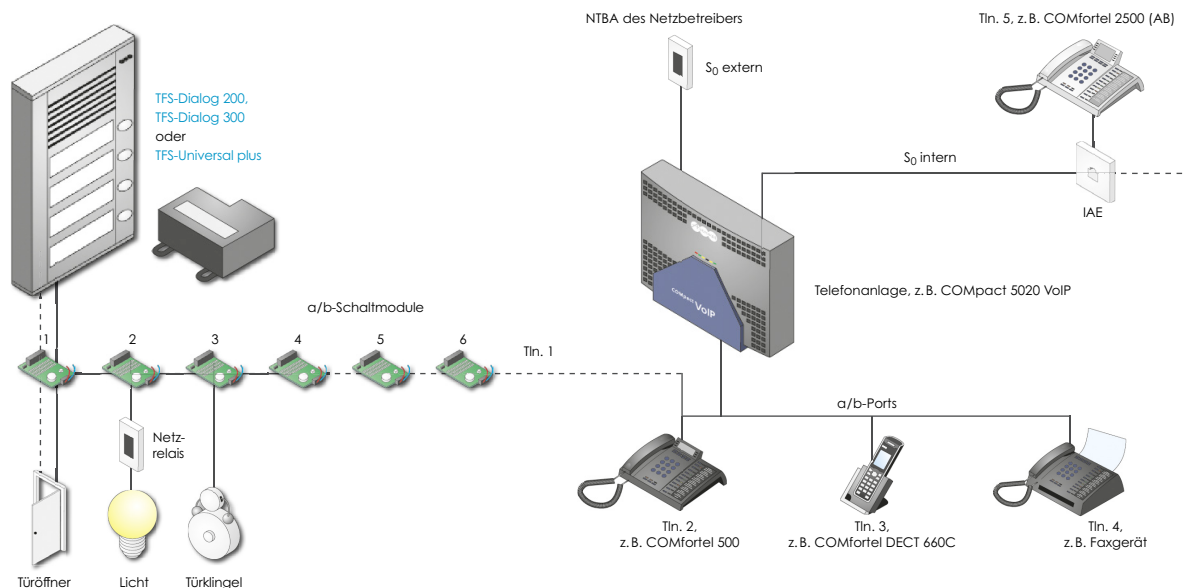 NTBA des Netzbetreibers
Tln. 5, z.B. COMfortel 2500 (AB)
S₀ extern
TFS-Dialog 200,
TFS-Dialog 300
oder
TFS-Universal plus
S₀ intern
IAE
COMpact
VoIP
Telefonanlage, z.B. COMpact 5020 VoIP
a/b-Schaltmodule
1
2
3
4
5
6
Tln. 1
a/b-Ports
Netz-
relais
Tln. 2,
z.B. COMfortel 500
Tln. 3,
z.B. COMfortel DECT 660C
Tln. 4,
z.B. Faxgerät
Türöffner
Licht
Türklingel